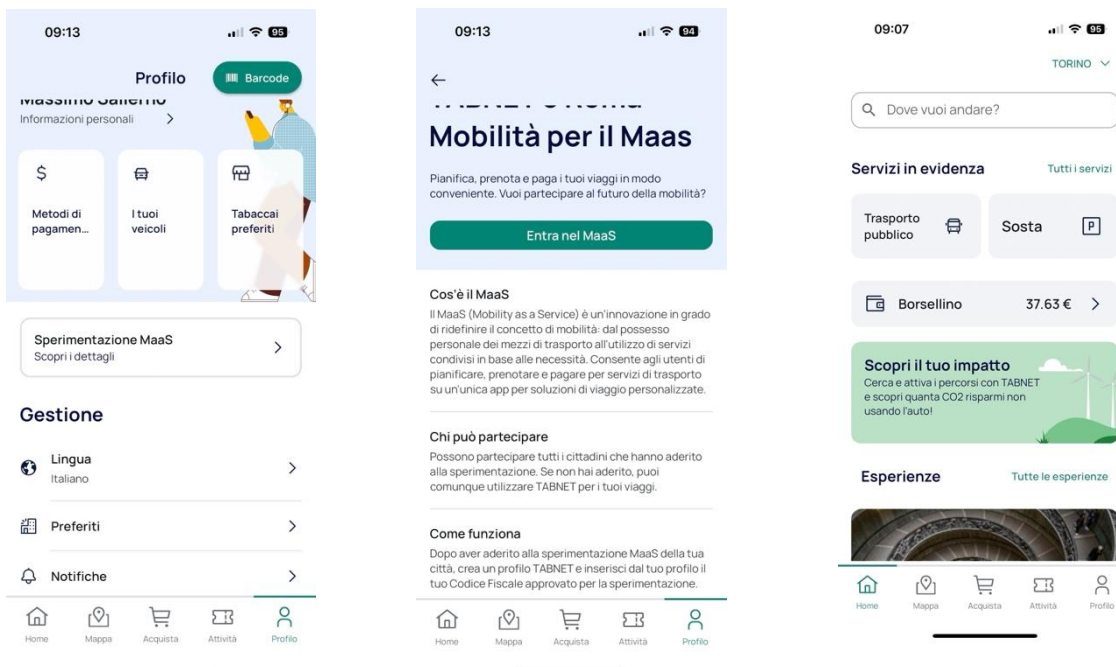 09:13
95
Profilo
Barcode
Informazioni personali
Metodi di
pagamen...
I tuoi
veicoli
Tabaccai
preferiti
Sperimentazione MaaS
Scopri i dettagli
Gestione
Lingua
Italiano
Preferiti
Notifiche
Home
Mappa
Acquista
Attività
Profilo
09:13
94
Mobilità per il Maas
Pianifica, prenota e paga i tuoi viaggi in modo
conveniente. Vuoi partecipare al futuro della mobilità?
Entra nel MaaS
Cos'è il MaaS
Il MaaS (Mobility as a Service) è un'innovazione in grado
di ridefinire il concetto di mobilità: dal possesso
personale dei mezzi di trasporto all'utilizzo di servizi
condivisi in base alle necessità. Consente agli utenti di
pianificare, prenotare e pagare per servizi di trasporto
su un'unica app per soluzioni di viaggio personalizzate.
Chi può partecipare
Possono partecipare tutti i cittadini che hanno aderito
alla sperimentazione. Se non hai aderito, puoi
comunque utilizzare TABNET per i tuoi viaggi.
Come funziona
Dopo aver aderito alla sperimentazione MaaS della tua
città, crea un profilo TABNET e inserisci dal tuo profilo il
tuo Codice Fiscale approvato per la sperimentazione.
Home
Mappa
Acquista
Attività
Profilo
09:07
95
TORINO
Dove vuoi andare?
Servizi in evidenza
Tutti i servizi
Trasporto
pubblico
Sosta
P
Borsellino
37.63 €
Scopri il tuo impatto
Cerca e attiva i percorsi con TABNET
e scopri quanta CO2 risparmi non
usando l'auto!
Esperienze
Tutte le esperienze
Home
Mappa
Acquista
Attività
Profilo